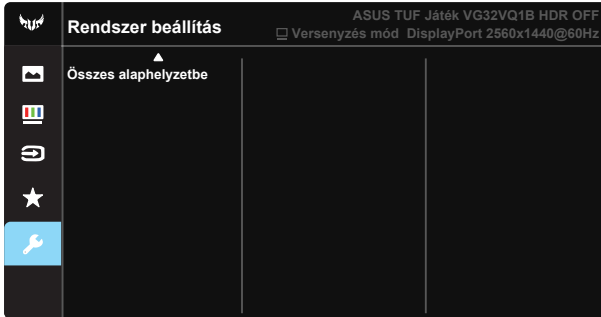 Rendszer beállítás
ASUS TUF Játék VG32VQ1B HDR OFF
Versenyzés mód DisplayPort 2560x1440@60Hz
Összes alaphelyzetbe